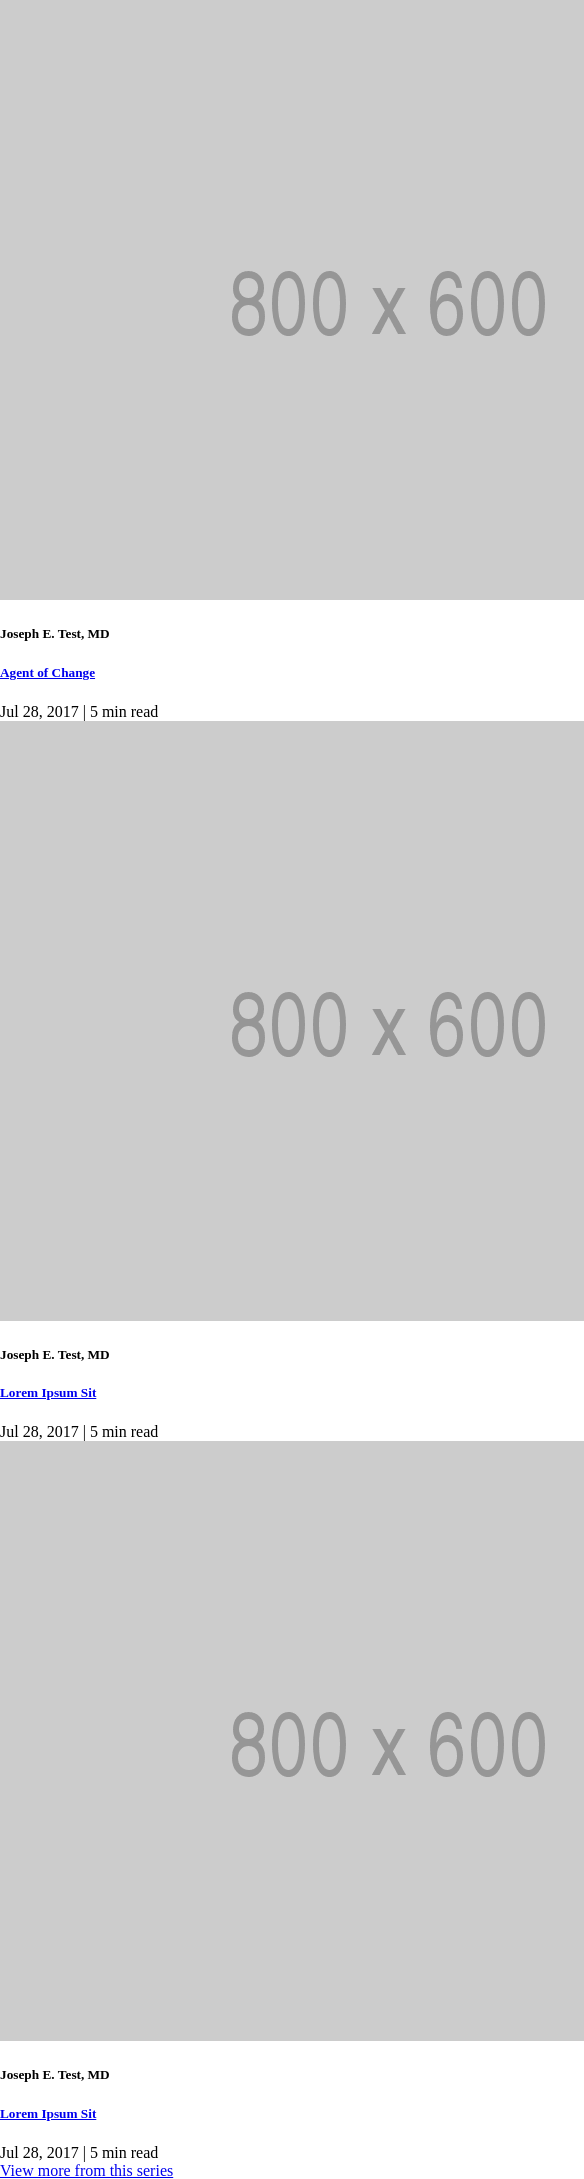 800 x 600
Joseph E. Test, MD
Agent of Change
Jul 28, 2017 | 5 min read
800 x 600
Joseph E. Test, MD
Lorem Ipsum Sit
Jul 28, 2017 | 5 min read
800 x 600
Joseph E. Test, MD
Lorem Ipsum Sit
Jul 28, 2017 | 5 min read
View more from this series